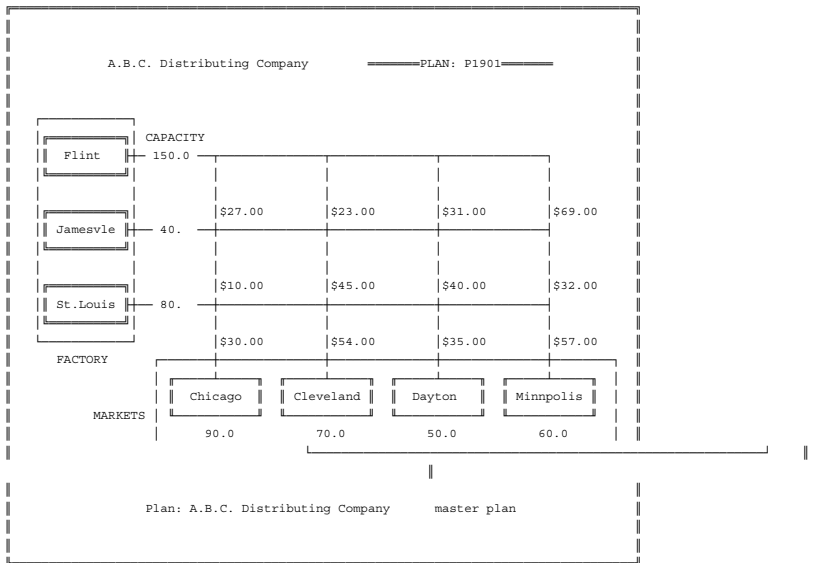 A.B.C. Distributing Company PLAN: P1901
CAPACITY
Flint 150.0
$27.00 $23.00 $31.00 $69.00
Jamesvle 40.
$10.00 $45.00 $40.00 $32.00
St.Louis 80.
$30.00 $54.00 $35.00 $57.00
FACTORY
Chicago Cleveland Dayton Minnpolis
MARKETS
90.0 70.0 50.0 60.0
Plan: A.B.C. Distributing Company master plan